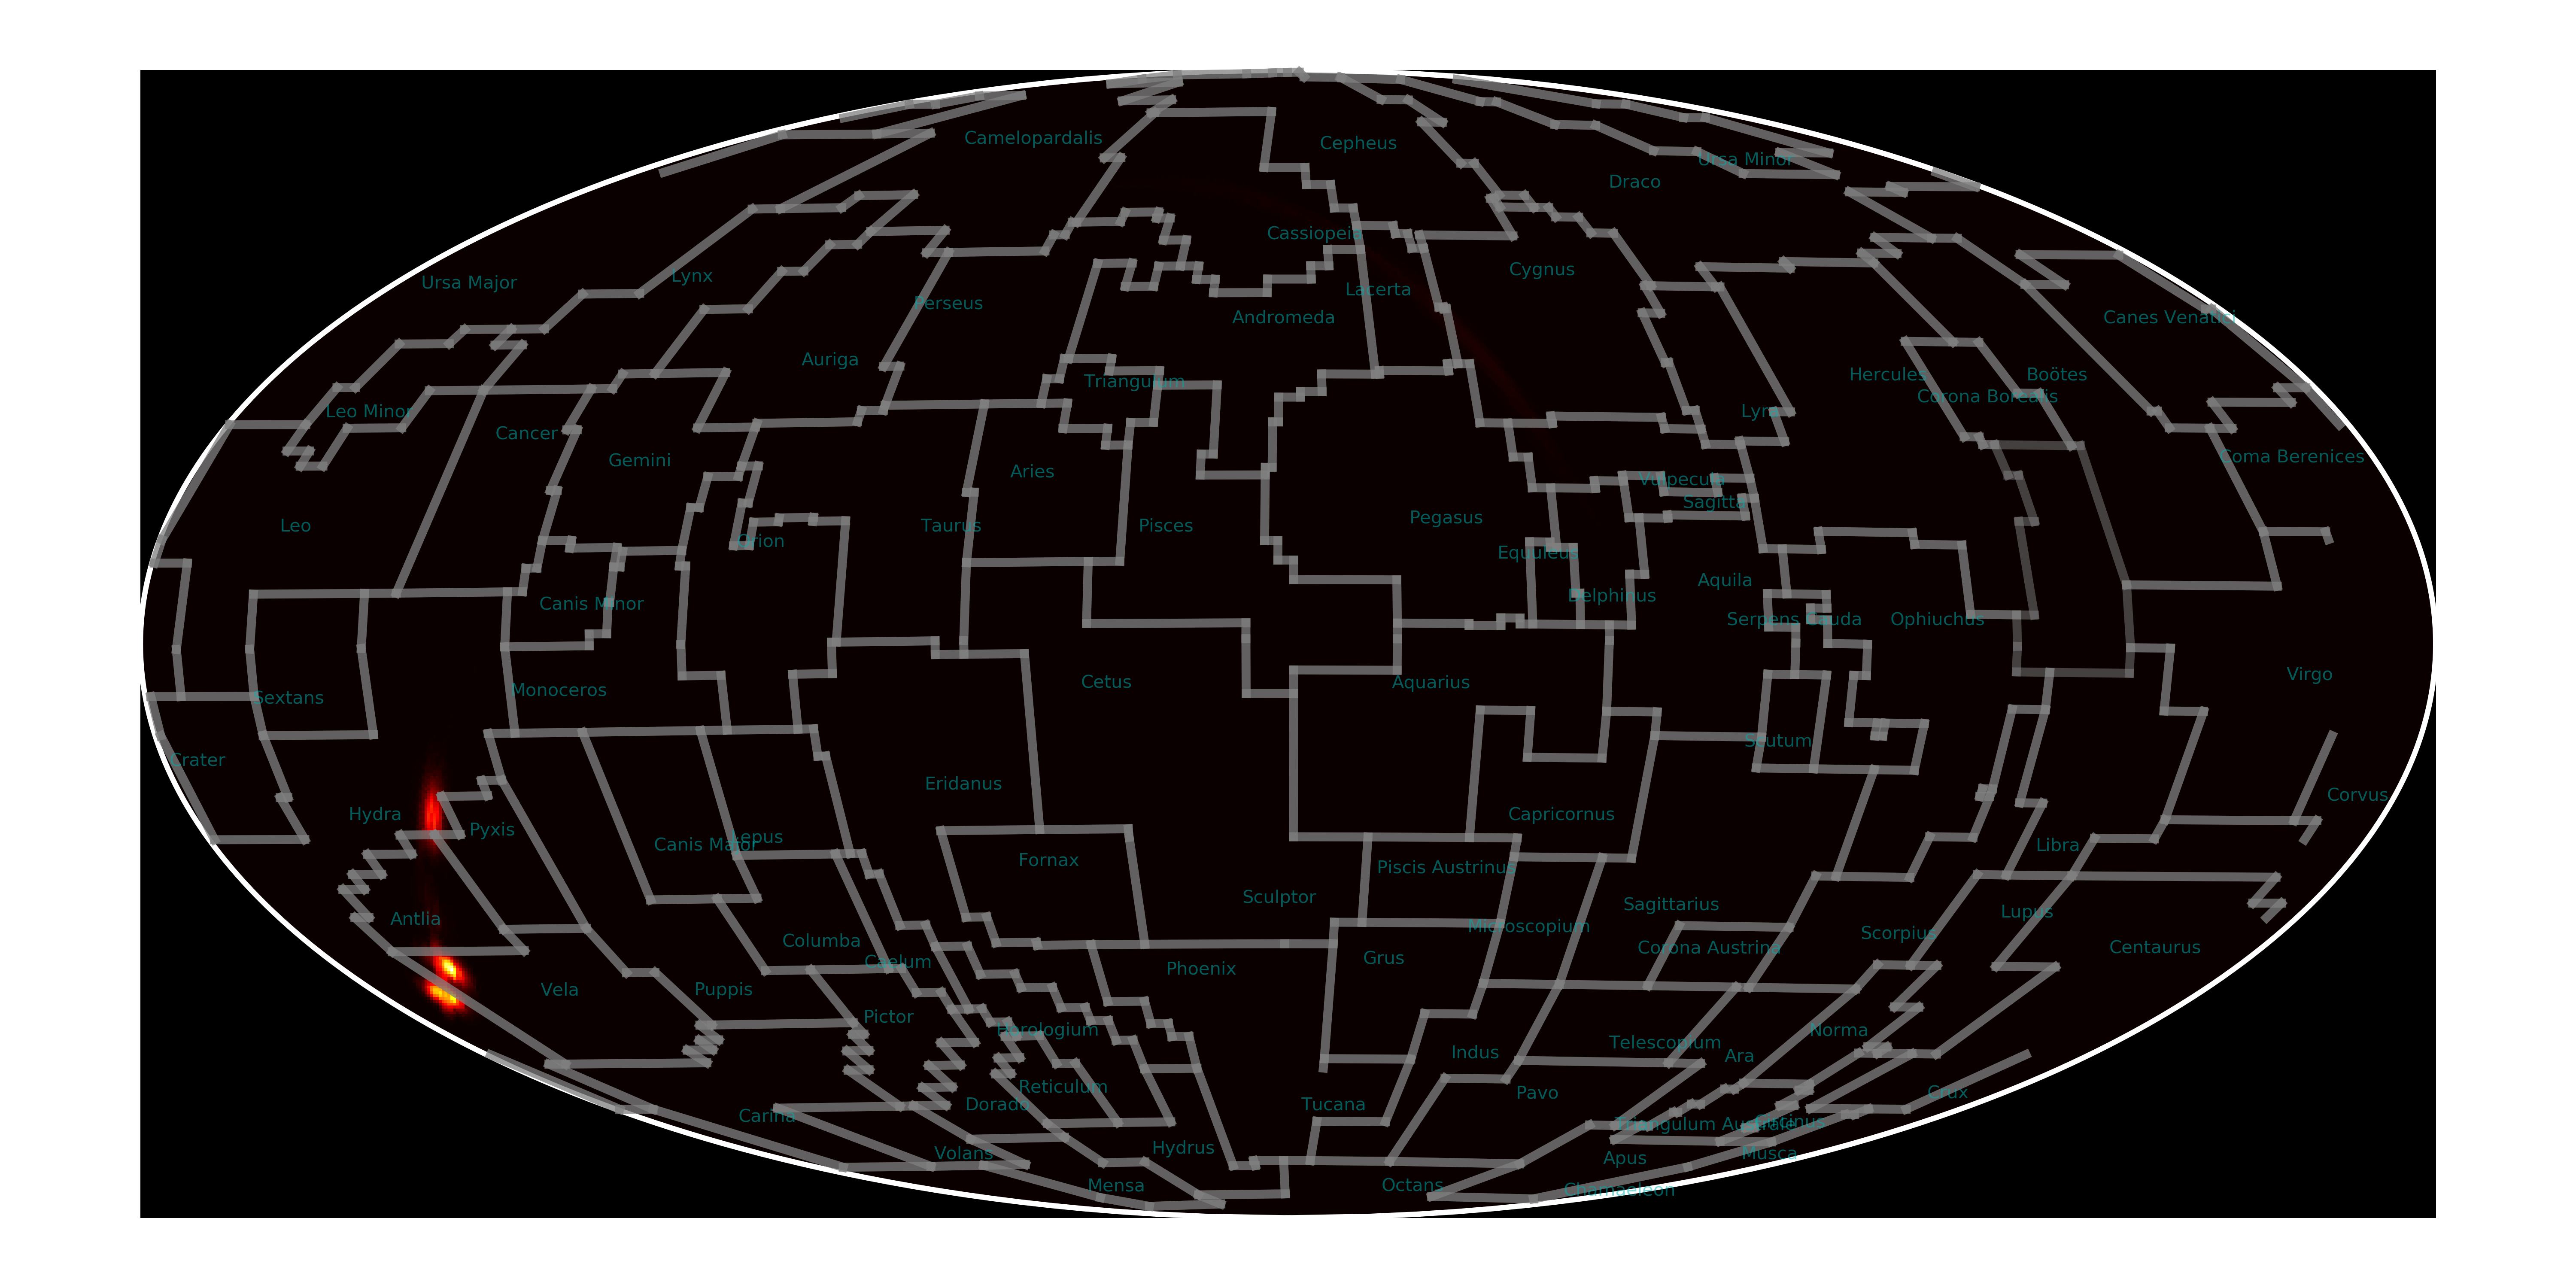 Camelopardalis
Cepheus
Ursa Minor
Draco
Cassiopeia
Cygnus
Lynx
Ursa Major
Lacerta
Perseus
Andromeda
Canes Venatici
Auriga
Triangulum
Hercules
Boötes
Corona Borealis
Leo Minor
Lyra
Cancer
Gemini
Coma Berenices
Aries
Vulpecula
Sagitta
Leo
Taurus
Pisces
Pegasus
Orion
Equuleus
Aquila
Delphinus
Canis Minor
Serpens Cauda
Ophiuchus
Virgo
Cetus
Aquarius
Monoceros
Sextans
Scutum
Crater
Eridanus
Corvus
Hydra
Capricornus
Pyxis
Lepus
Canis Major
Libra
Fornax
Piscis Austrinus
Sculptor
Sagittarius
Lupus
Antlia
Microscopium
Scorpius
Columba
Corona Austrina
Centaurus
Grus
Caelum
Phoenix
Vela
Puppis
Pictor
Horologium
Norma
Telescopium
Indus
Ara
Reticulum
Pavo
Crux
Dorado
Tucana
Carina
Triangulum Australe
Circinus
Hydrus
Volans
Musca
Apus
Mensa
Octans
Chamaeleon